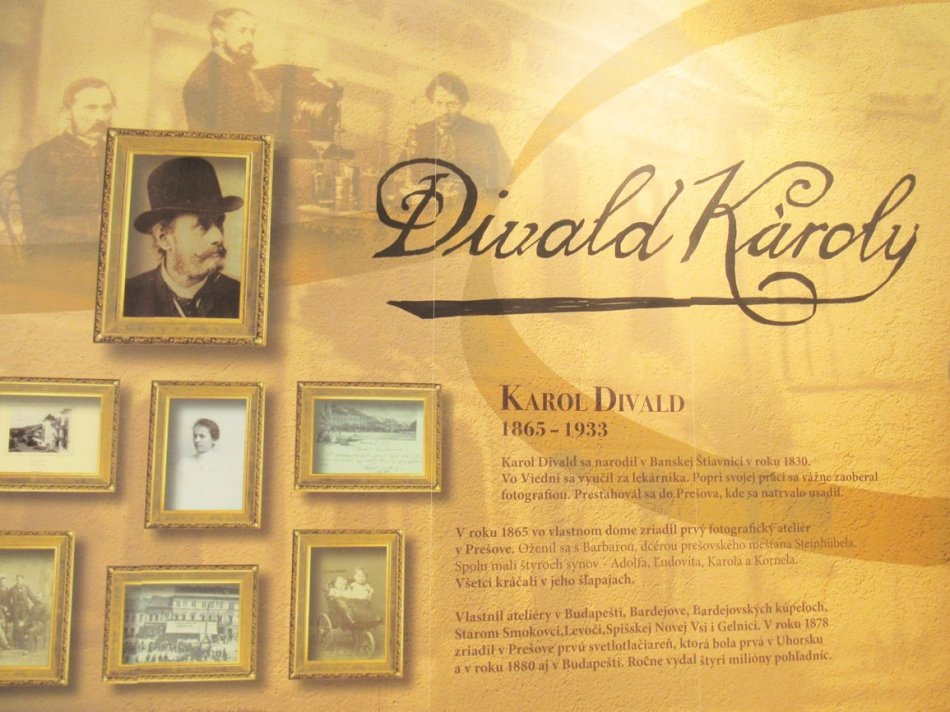 Divald Károly
KAROL DIVALD
1865 – 1933
Karol Divald sa narodil v Banskej Štiavnici v roku 1830.
Vo Viedni sa vyučil za lekárnika. Popri svojej práci sa vážne zaoberal
fotografiou. Presťahoval sa do Prešova, kde sa natrvalo usadil.
V roku 1865 vo vlastnom dome zriadil prvý fotografický ateliér
v Prešove. Oženil sa s Barbarou, dcérou prešovského mešťana Steinhübela.
Spolu mali štyroch synov - Adolfa, Ľudovíta, Karola a Kornela.
Všetci kráčali v jeho šľapajach.
Vlastnil ateliéry v Budapešti, Bardejove, Bardejovských kúpeľoch,
Starom Smokovci, Levoči, Spišskej Novej Vsi i Gelnici. V roku 1878
zriadil v Prešove prvú svetlotlačiareň, ktorá bola prvá v Uhorsku
a v roku 1880 aj v Budapešti. Ročne vydal štyri milióny pohľadníc.